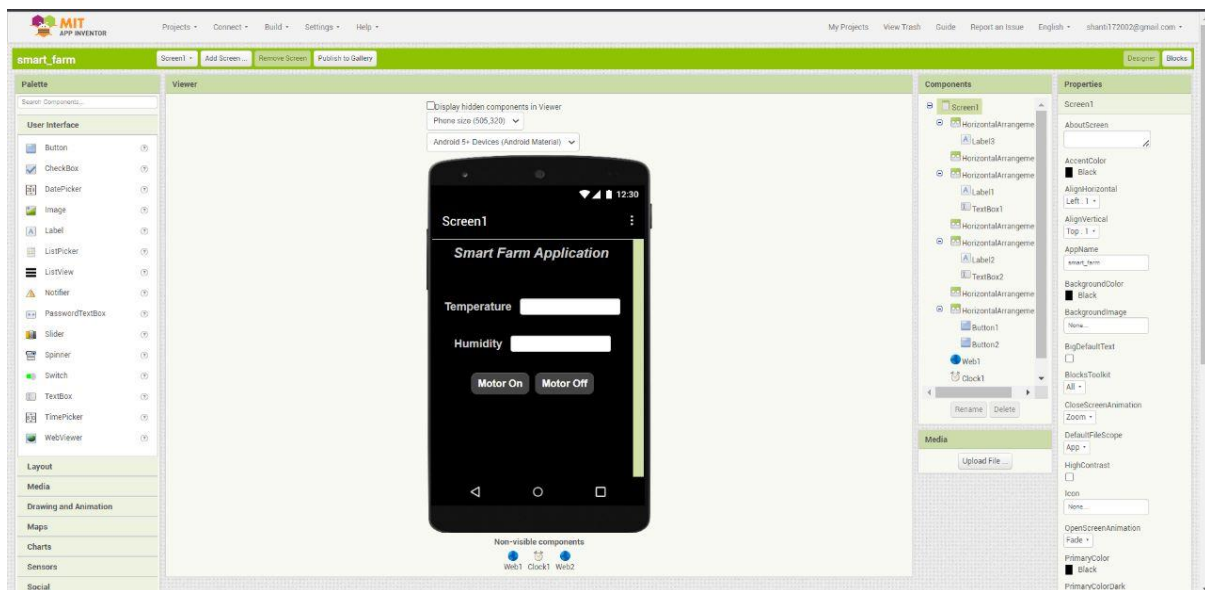 MIT
APP INVENTOR
Projects Connect Build Settings Help
My Projects View Trash Guide Report an Issue English shanti172002@gmail.com
smart_farm
Screen1 Add Screen ... Remove Screen Publish to Gallery
Designer Blocks
Palette
Search Components...
User Interface
Button
CheckBox
DatePicker
Image
Label
ListPicker
ListView
Notifier
PasswordTextBox
Slider
Spinner
Switch
TextBox
TimePicker
WebViewer
Layout
Media
Drawing and Animation
Maps
Charts
Sensors
Social
Viewer
Display hidden components in Viewer
Phone size (505,320)
Android 5+ Devices (Android Material)
12:30
Screen1
Smart Farm Application
Temperature
Humidity
Motor On Motor Off
Non-visible components
Web1 Clock1 Web2
Components
Screen1
HorizontalArrangeme
Label3
HorizontalArrangeme
HorizontalArrangeme
Label1
TextBox1
HorizontalArrangeme
HorizontalArrangeme
Label2
TextBox2
HorizontalArrangeme
HorizontalArrangeme
Button1
Button2
Web1
Clock1
Rename Delete
Media
Upload File ...
Properties
Screen1
AboutScreen
AccentColor
Black
AlignHorizontal
Left : 1
AlignVertical
Top : 1
AppName
smart_farm
BackgroundColor
Black
BackgroundImage
None...
BigDefaultText
BlocksToolkit
All
CloseScreenAnimation
Zoom
DefaultFileScope
App
HighContrast
Icon
None...
OpenScreenAnimation
Fade
PrimaryColor
Black
PrimaryColorDark